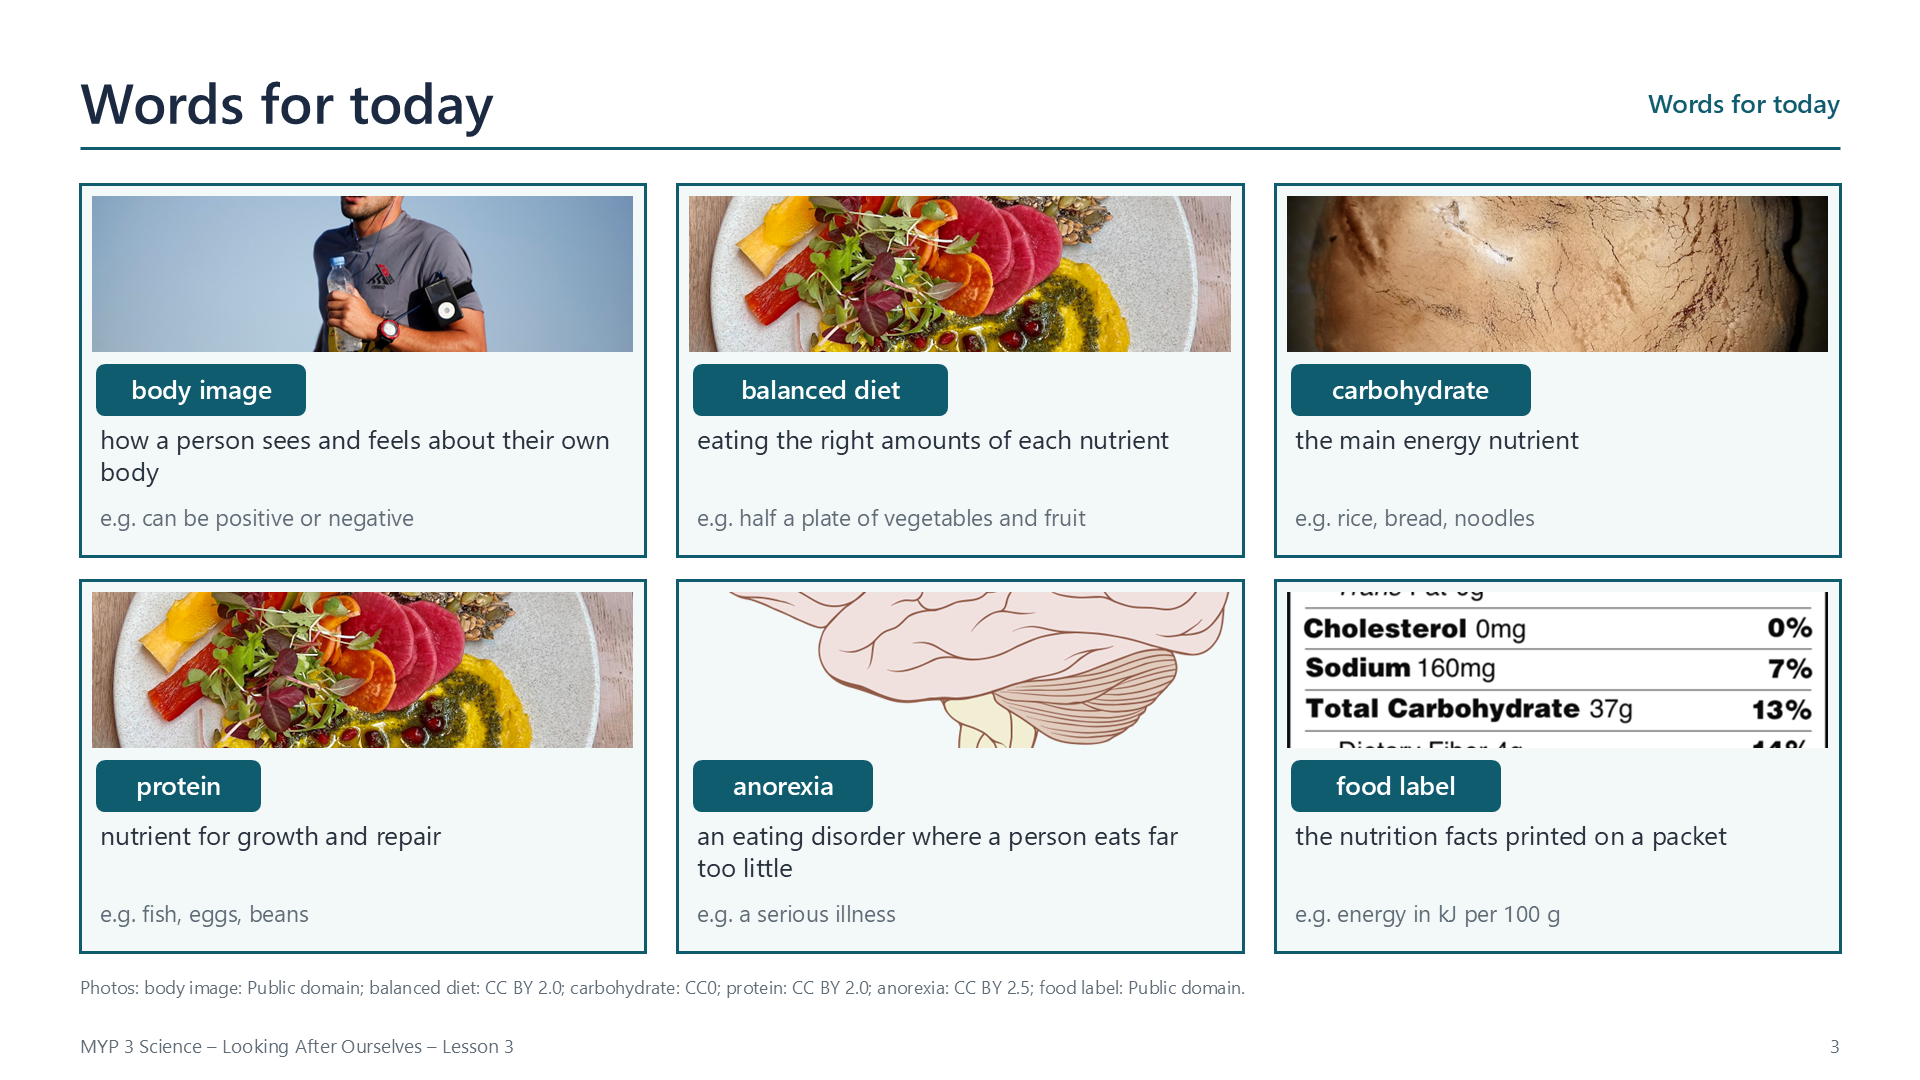 Words for today
Words for today
body image
how a person sees and feels about their own
body
e.g. can be positive or negative
balanced diet
eating the right amounts of each nutrient
e.g. half a plate of vegetables and fruit
carbohydrate
the main energy nutrient
e.g. rice, bread, noodles
protein
nutrient for growth and repair
e.g. fish, eggs, beans
anorexia
an eating disorder where a person eats far
too little
e.g. a serious illness
Cholesterol 0mg 0%
Sodium 160mg 7%
Total Carbohydrate 37g 13%
food label
the nutrition facts printed on a packet
e.g. energy in kJ per 100 g
Photos: body image: Public domain; balanced diet: CC BY 2.0; carbohydrate: CC0; protein: CC BY 2.0; anorexia: CC BY 2.5; food label: Public domain.
MYP 3 Science – Looking After Ourselves – Lesson 3
3